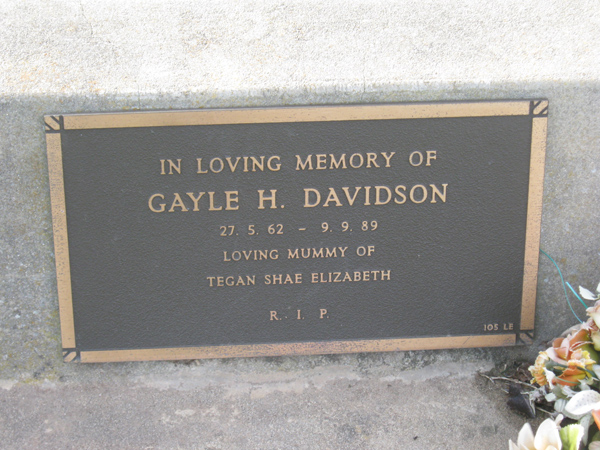 IN LOVING MEMORY OF
GAYLE H. DAVIDSON
27. 5. 62 - 9. 9. 89
LOVING MUMMY OF
TEGAN SHAE ELIZABETH
R. I. P.
105 LE